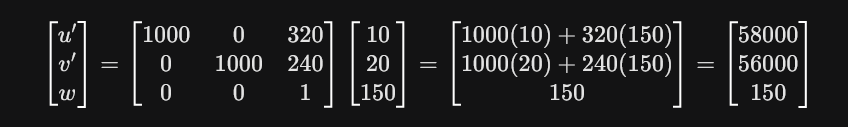 [u′] = [1000 0 320] [10] = [1000(10) + 320(150)] = [58000]
[v′] = [0 1000 240] [20] = [1000(20) + 240(150)] = [56000]
[w] = [0 0 1] [150] = [150] = [150]